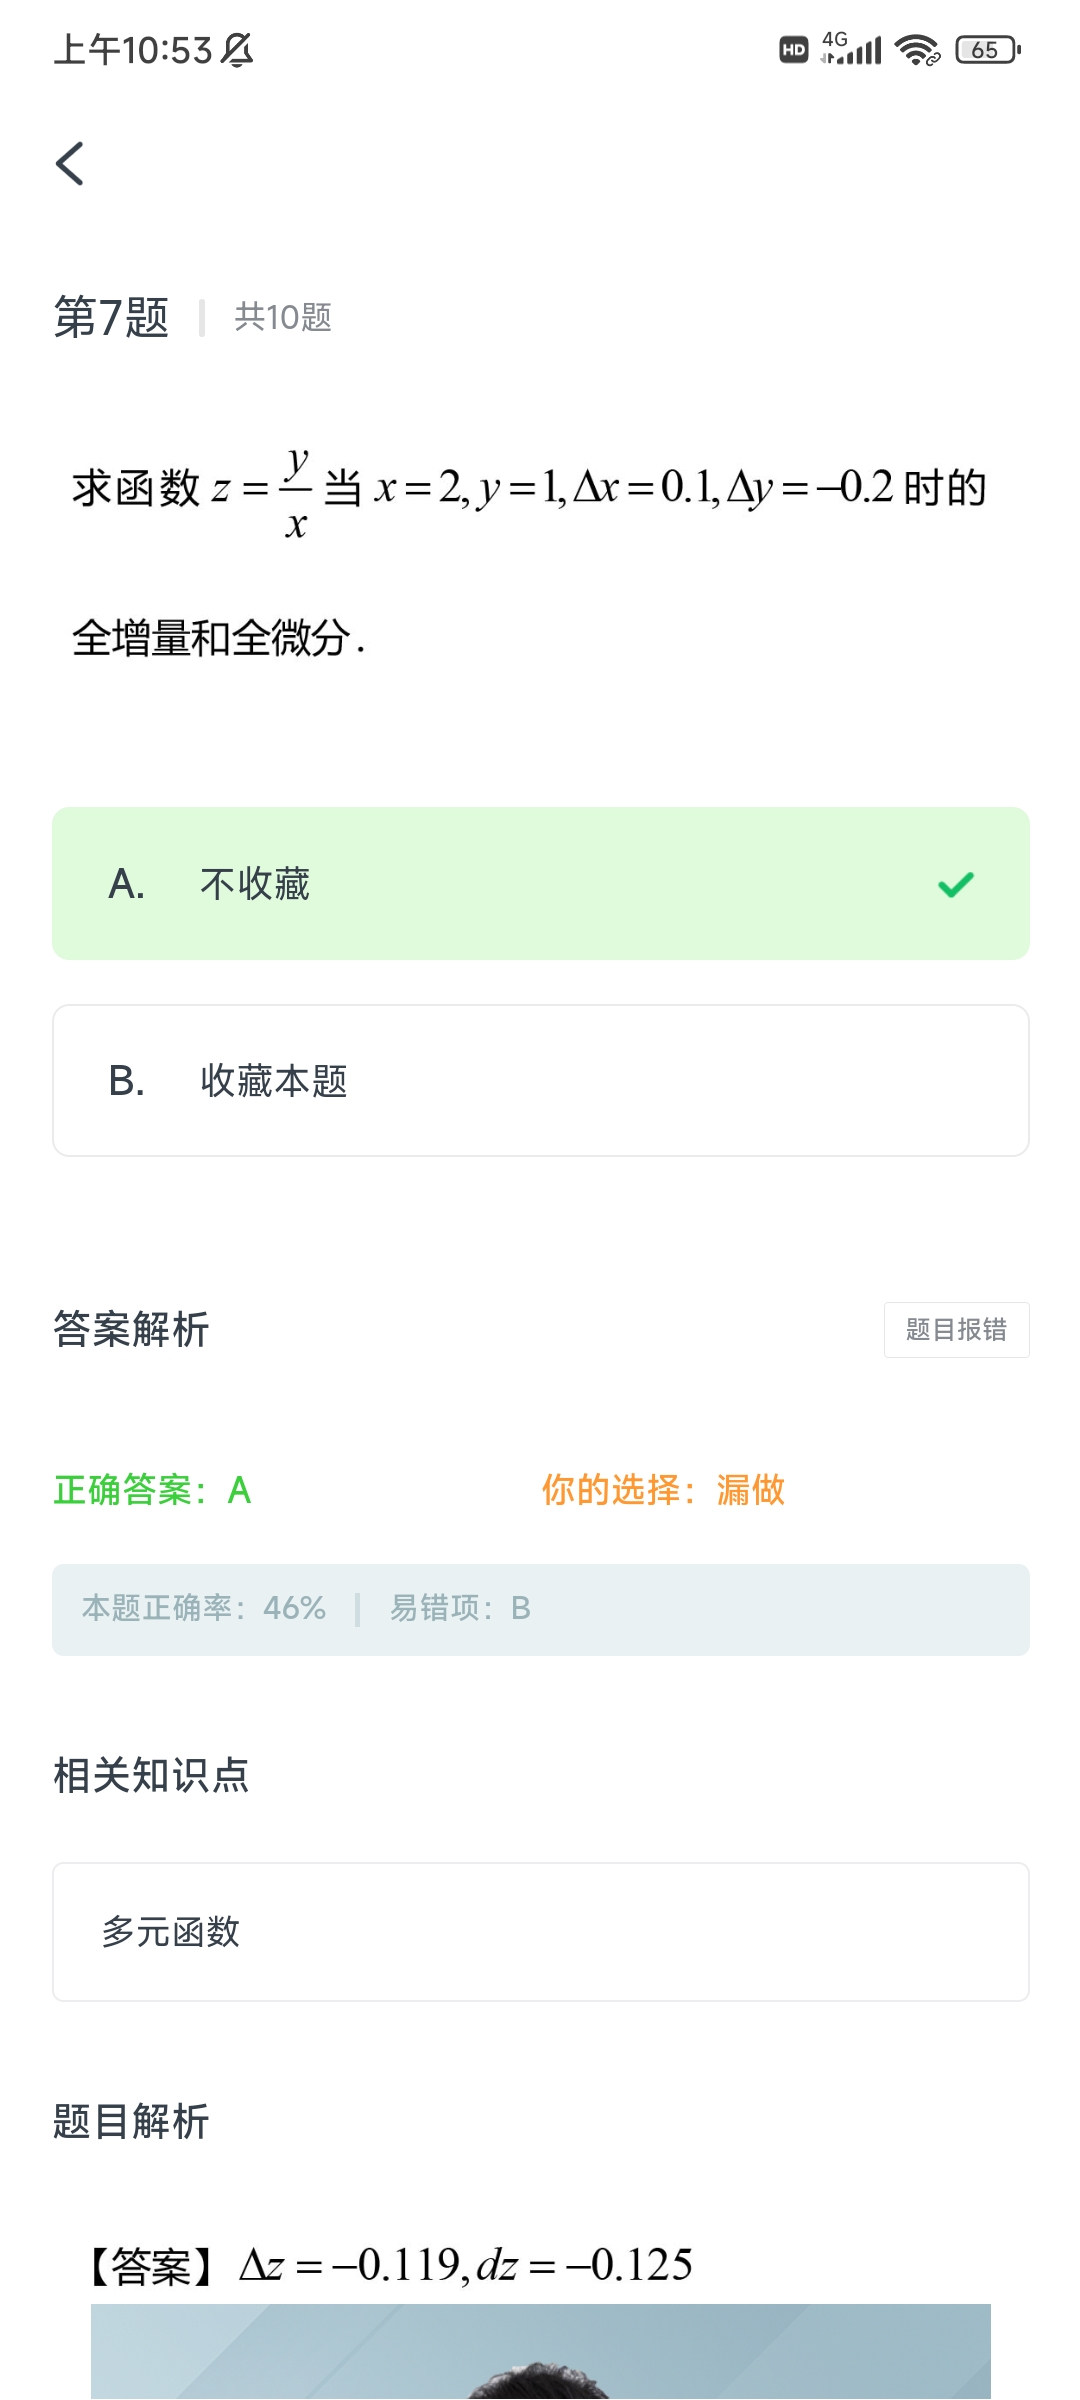 上午10:53 HD 4G 65
第7题 共10题
求函数 z = y/x 当 x = 2, y = 1, Δx = 0.1, Δy = −0.2 时的
全增量和全微分.
A. 不收藏
B. 收藏本题
答案解析 题目报错
正确答案：A 你的选择：漏做
本题正确率：46% 易错项：B
相关知识点
多元函数
题目解析
【答案】Δz = −0.119, dz = −0.125